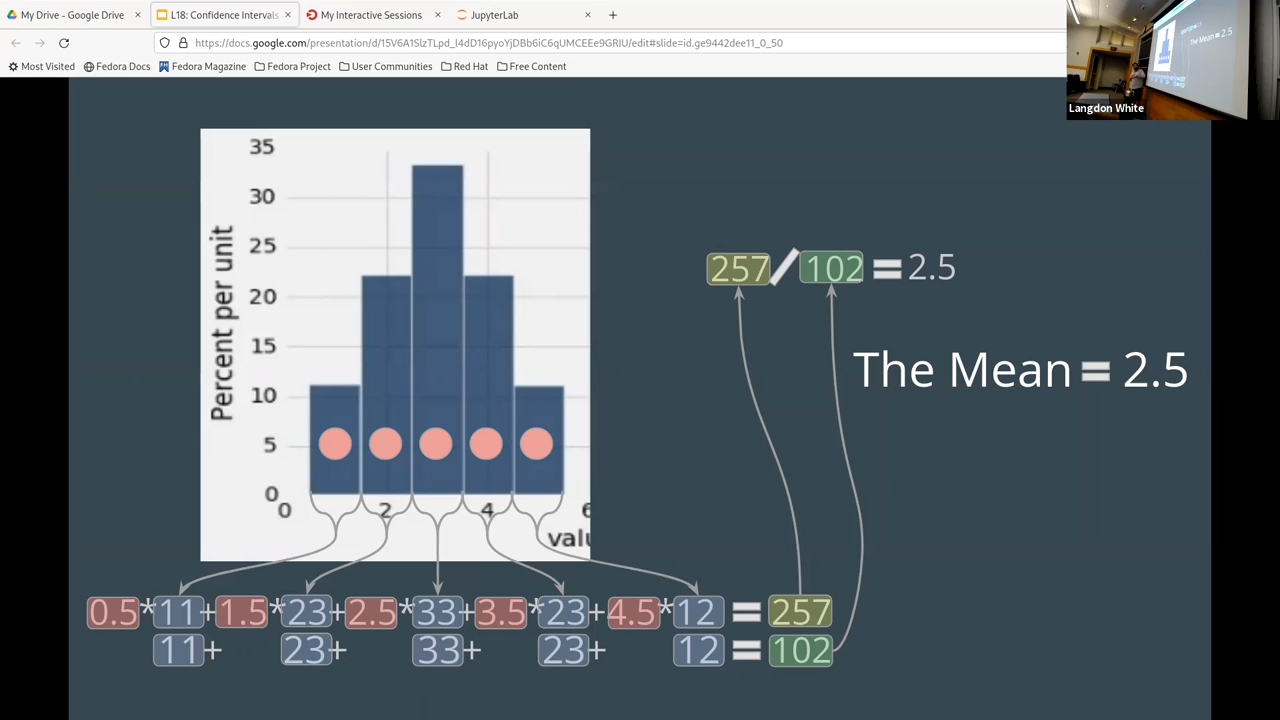 My Drive - Google Drive
L18: Confidence Intervals
My Interactive Sessions
JupyterLab
https://docs.google.com/presentation/d/15V6A1SlzTLpd_l4dD16pyoYjDBb6iC6qUMCEEe9GRIU/edit#slide=id.ge9442dee11_0_50
Most Visited Fedora Docs Fedora Magazine Fedora Project User Communities Red Hat Free Content
The Mean = 2.5
Langdon White
35
30
25
20
15
10
5
0
Percent per unit
0 2 4 6
valu
257/102 = 2.5
The Mean = 2.5
0.5*11+1.5*23+2.5*33+3.5*23+4.5*12 = 257
11+ 23+ 33+ 23+ 12 = 102